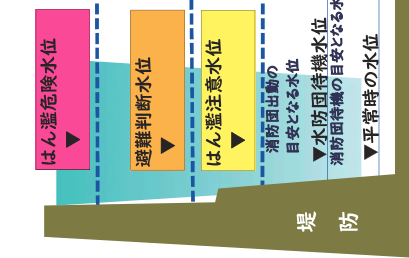 はん濫危険水位
避難判断水位
はん濫注意水位
消防団出動の
目安となる水位
水防団待機水位
消防団待機の目安となる水
平常時の水位
堤防